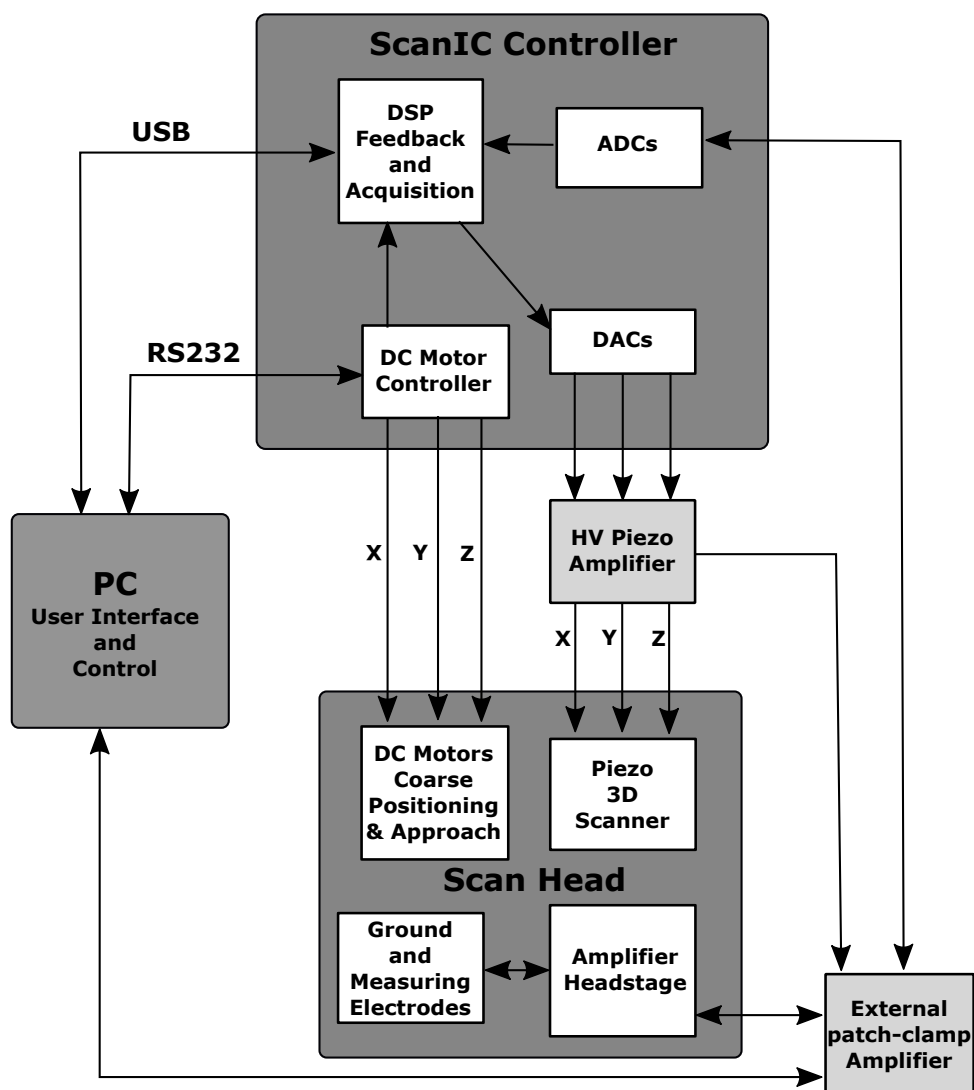 ScanIC Controller
DSP
Feedback
and
Acquisition
ADCs
USB
DACs
RS232
DC Motor
Controller
HV Piezo
Amplifier
X
Y
Z
PC
User Interface
and
Control
X
Y
Z
DC Motors
Coarse
Positioning
& Approach
Piezo
3D
Scanner
Scan Head
Ground
and
Measuring
Electrodes
Amplifier
Headstage
External
patch-clamp
Amplifier